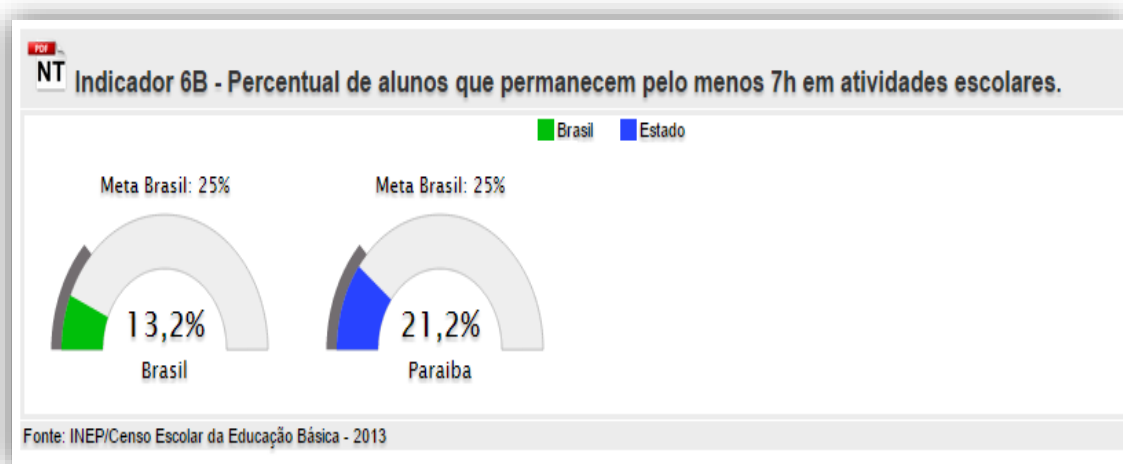 PDF
NT
Indicador 6B - Percentual de alunos que permanecem pelo menos 7h em atividades escolares.
Brasil Estado
Meta Brasil: 25% Meta Brasil: 25%
13,2% 21,2%
Brasil Paraiba
Fonte: INEP/Censo Escolar da Educação Básica - 2013